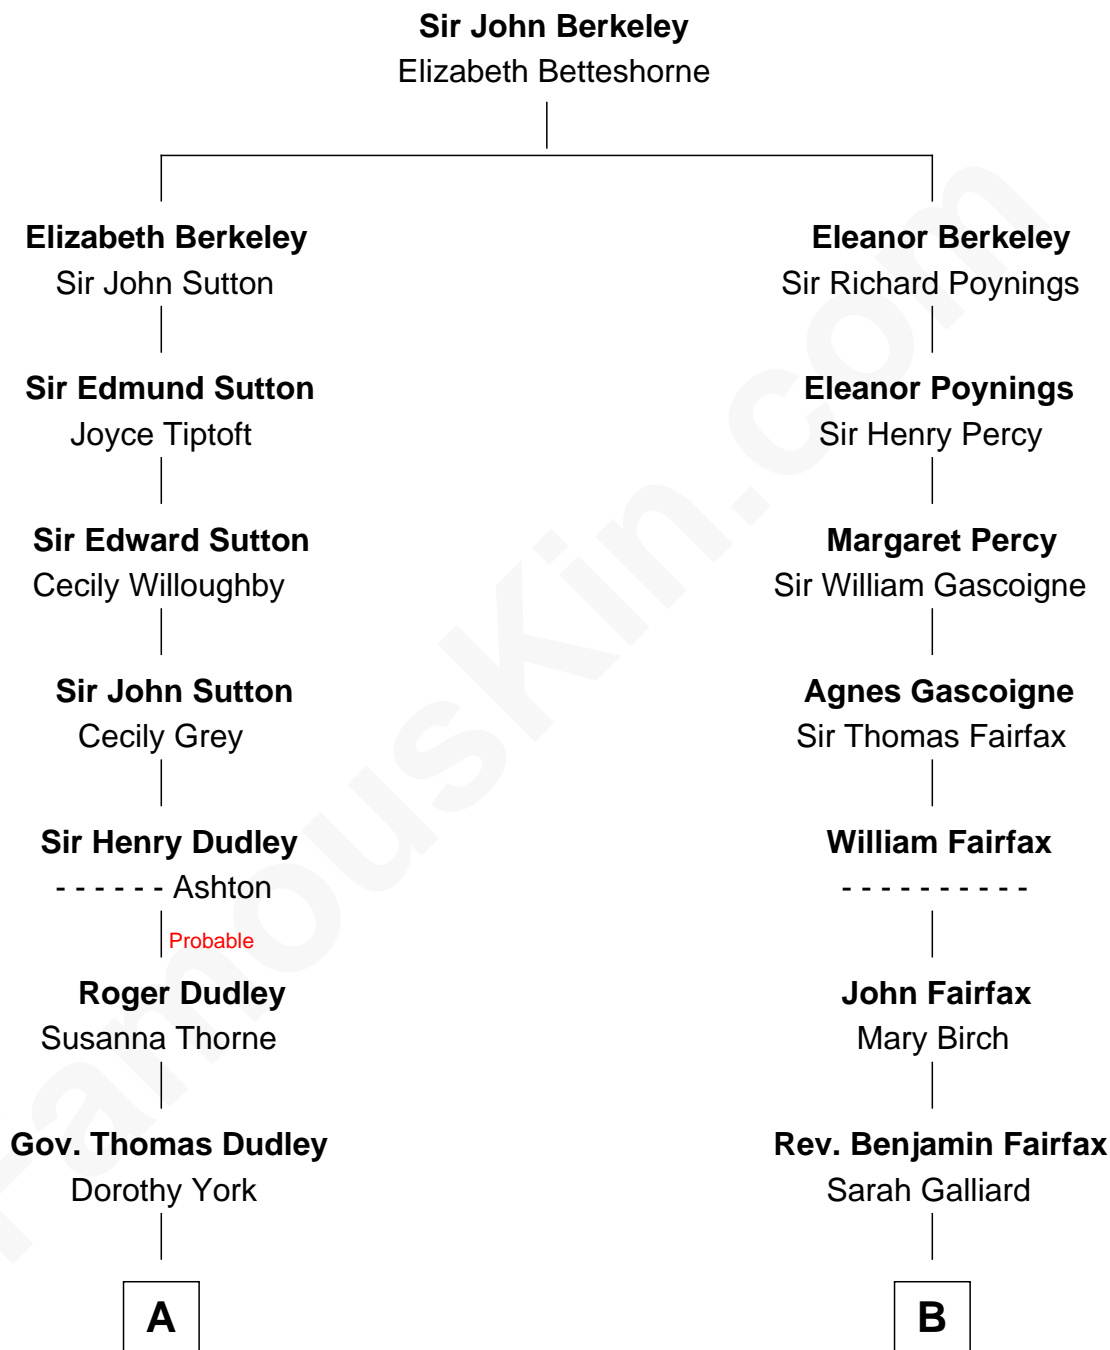 Sir John Berkeley
Elizabeth Betteshorne
Elizabeth Berkeley
Sir John Sutton
Sir Edmund Sutton
Joyce Tiptoft
Sir Edward Sutton
Cecily Willoughby
Sir John Sutton
Cecily Grey
Sir Henry Dudley
- - - - - - Ashton
Probable
Roger Dudley
Susanna Thorne
Gov. Thomas Dudley
Dorothy York
A
Eleanor Berkeley
Sir Richard Poynings
Eleanor Poynings
Sir Henry Percy
Margaret Percy
Sir William Gascoigne
Agnes Gascoigne
Sir Thomas Fairfax
William Fairfax
- - - - - - - - - -
John Fairfax
Mary Birch
Rev. Benjamin Fairfax
Sarah Galliard
B
FamousKin.com